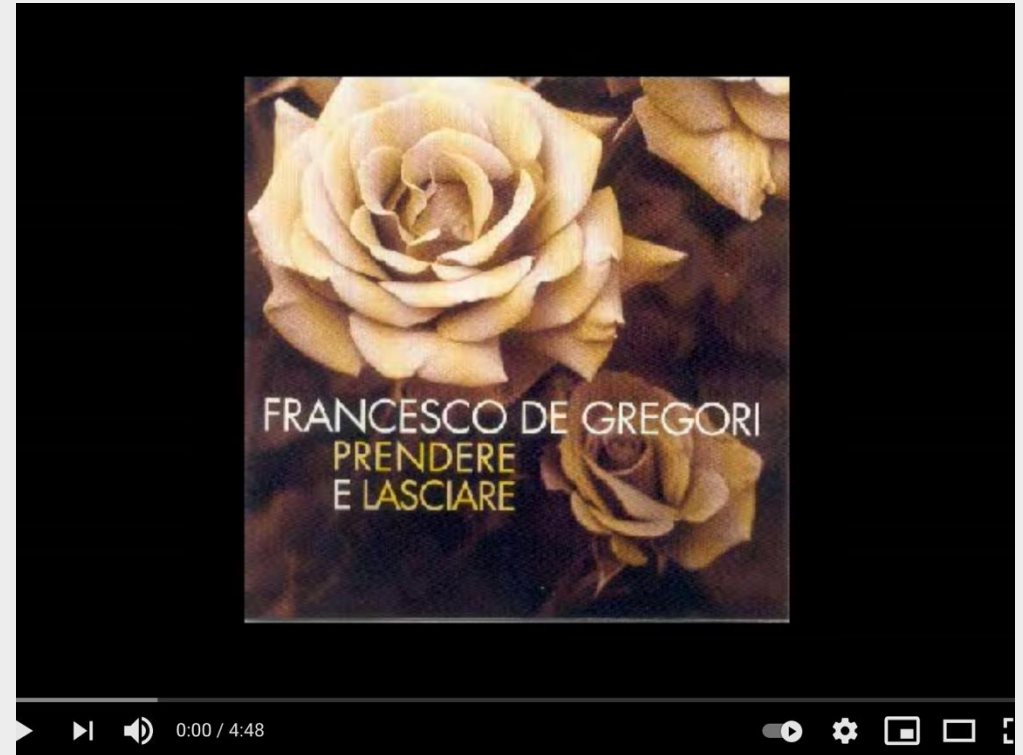 FRANCESCO DE GREGORI
PRENDERE
E LASCIARE
0:00 / 4:48